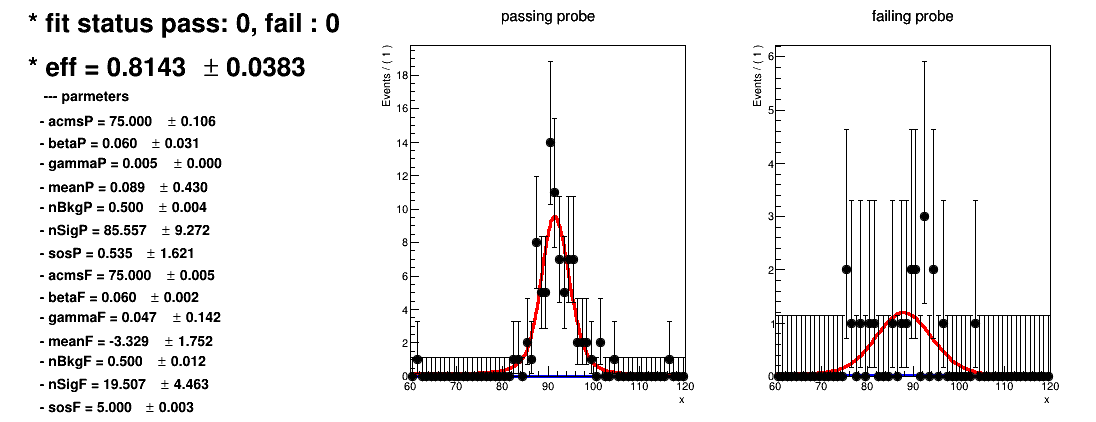 * fit status pass: 0, fail : 0
* eff = 0.8143 ± 0.0383
--- parmeters
- acmsP = 75.000 ± 0.106
- betaP = 0.060 ± 0.031
- gammaP = 0.005 ± 0.000
- meanP = 0.089 ± 0.430
- nBkgP = 0.500 ± 0.004
- nSigP = 85.557 ± 9.272
- sosP = 0.535 ± 1.621
- acmsF = 75.000 ± 0.005
- betaF = 0.060 ± 0.002
- gammaF = 0.047 ± 0.142
- meanF = -3.329 ± 1.752
- nBkgF = 0.500 ± 0.012
- nSigF = 19.507 ± 4.463
- sosF = 5.000 ± 0.003
passing probe
Events / ( 1 )
18
16
14
12
10
8
6
4
2
0
60 70 80 90 100 110 120
x
failing probe
Events / ( 1 )
6
5
4
3
2
1
0
60 70 80 90 100 110 120
x